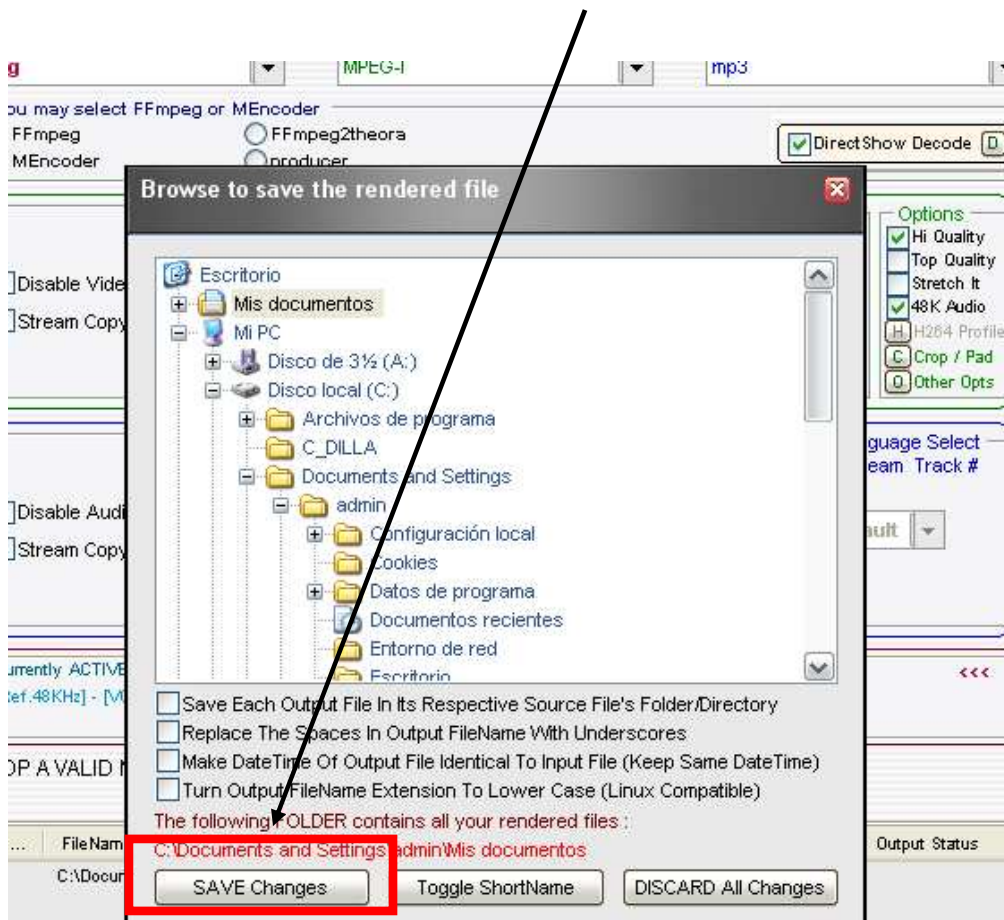 g MPEG-I mp3
ou may select FFmpeg or MEncoder
FFmpeg FFmpeg2theora
DirectShow Decode D
MEncoder producer
Browse to save the rendered file
Options
Hi Quality
Top Quality
Stretch It
48K Audio
H H264 Profile
C Crop / Pad
O Other Opts
Disable Vide
Stream Copy
Escritorio
Mis documentos
Mi PC
Disco de 3½ (A:)
Disco local (C:)
Archivos de programa
C_DILLA
Documents and Settings
admin
Configuración local
Cookies
Datos de programa
Documentos recientes
Entorno de red
Escritorio
guage Select
eam Track #
Disable Audi
ault
Stream Copy
urrently ACTIVE
<<<
ef.48KHz] - [V
Save Each Output File In Its Respective Source File's Folder/Directory
Replace The Spaces In Output FileName With Underscores
Make DateTime Of Output File Identical To Input File (Keep Same DateTime)
Turn Output FileName Extension To Lower Case (Linux Compatible)
OP A VALID
The following FOLDER contains all your rendered files :
C:\Documents and Settings\admin\Mis documentos
... FileNam
Output Status
C:\Docur
SAVE Changes Toggle ShortName DISCARD All Changes